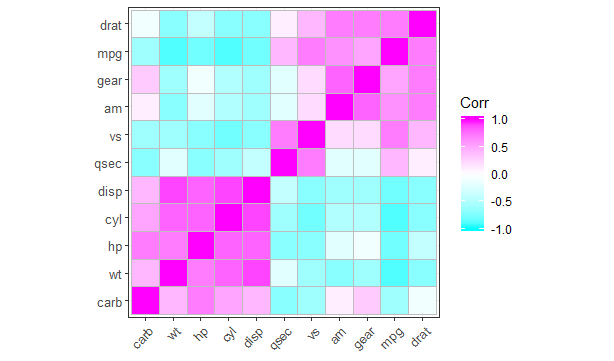 drat
mpg
gear
am
vs
qsec
disp
cyl
hp
wt
carb
carb wt hp cyl disp qsec vs am gear mpg drat
Corr
1.0
0.5
0.0
-0.5
-1.0